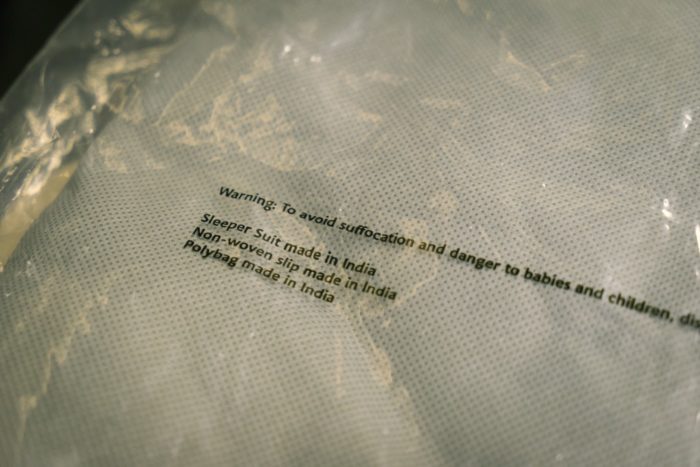 Warning: To avoid suffocation and danger to babies and children, dis
Sleeper Suit made in India
Non-woven slip made in India
Polybag made in India